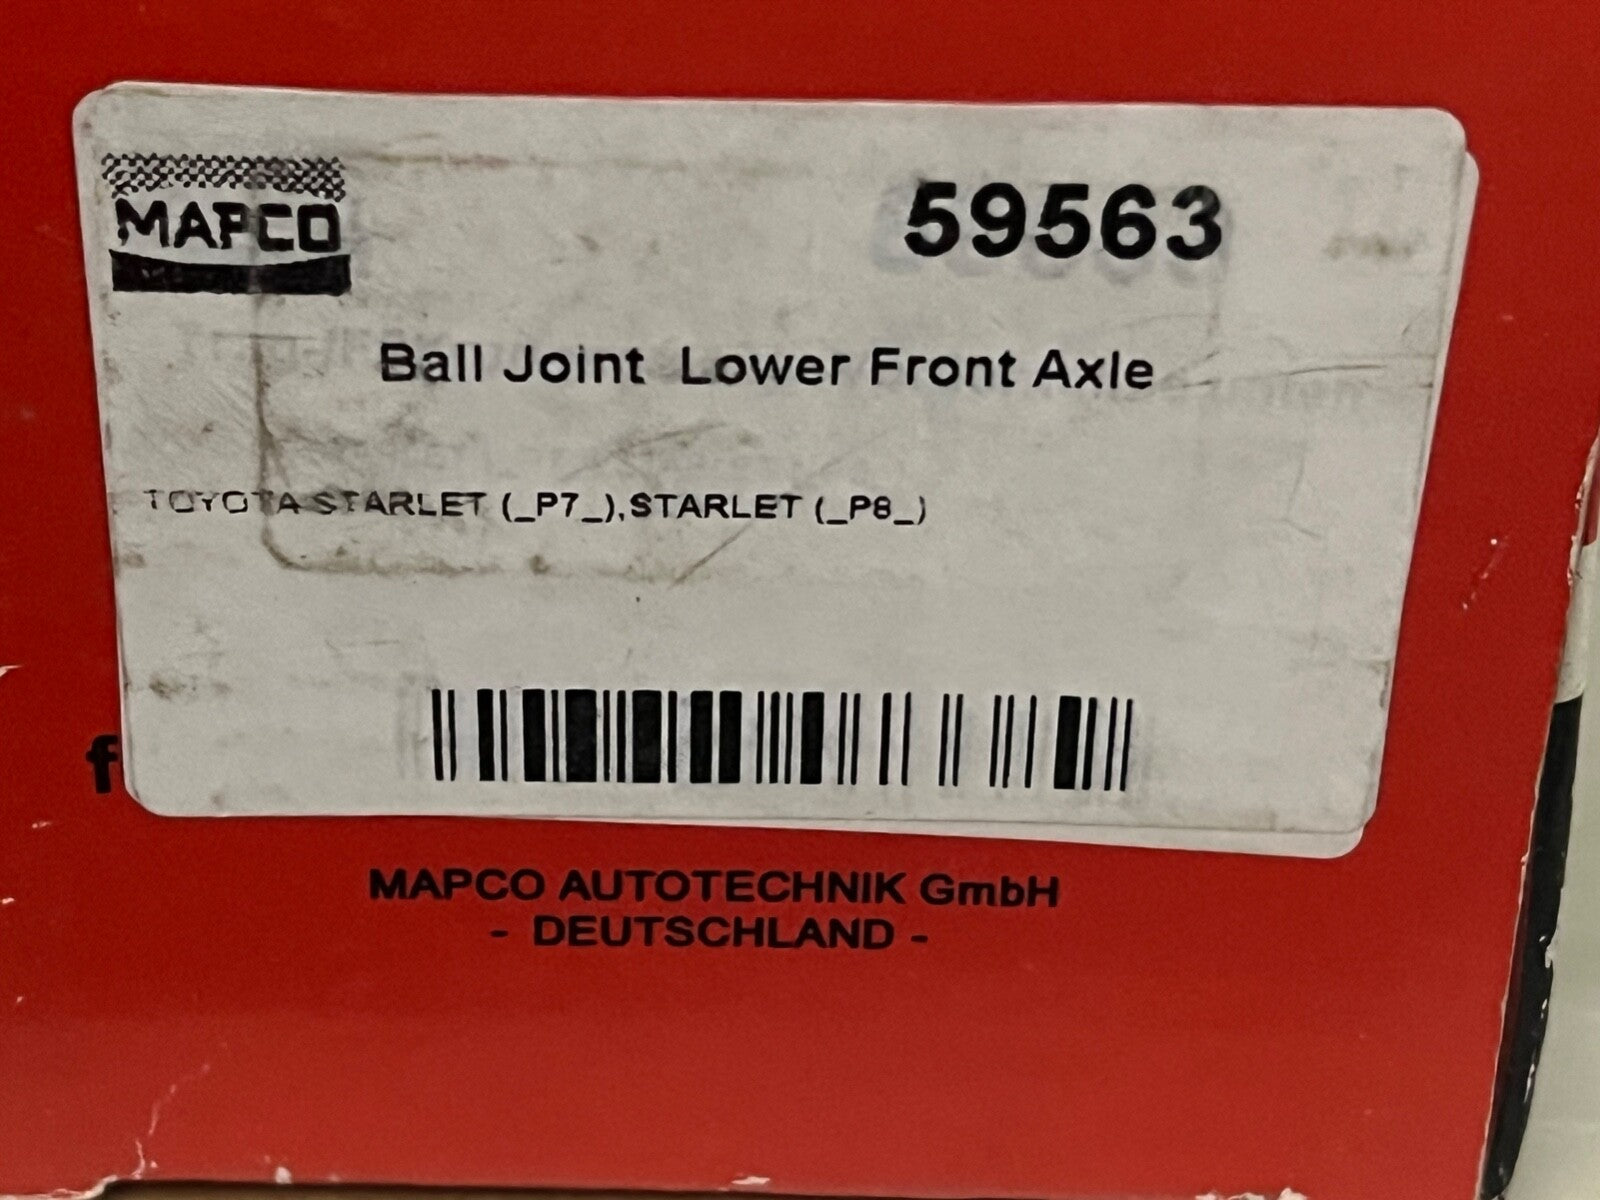 MAPCO
59563
Ball Joint Lower Front Axle
TOYOTA STARLET (_P7_),STARLET (_P8_)
f
MAPCO AUTOTECHNIK GmbH
- DEUTSCHLAND -